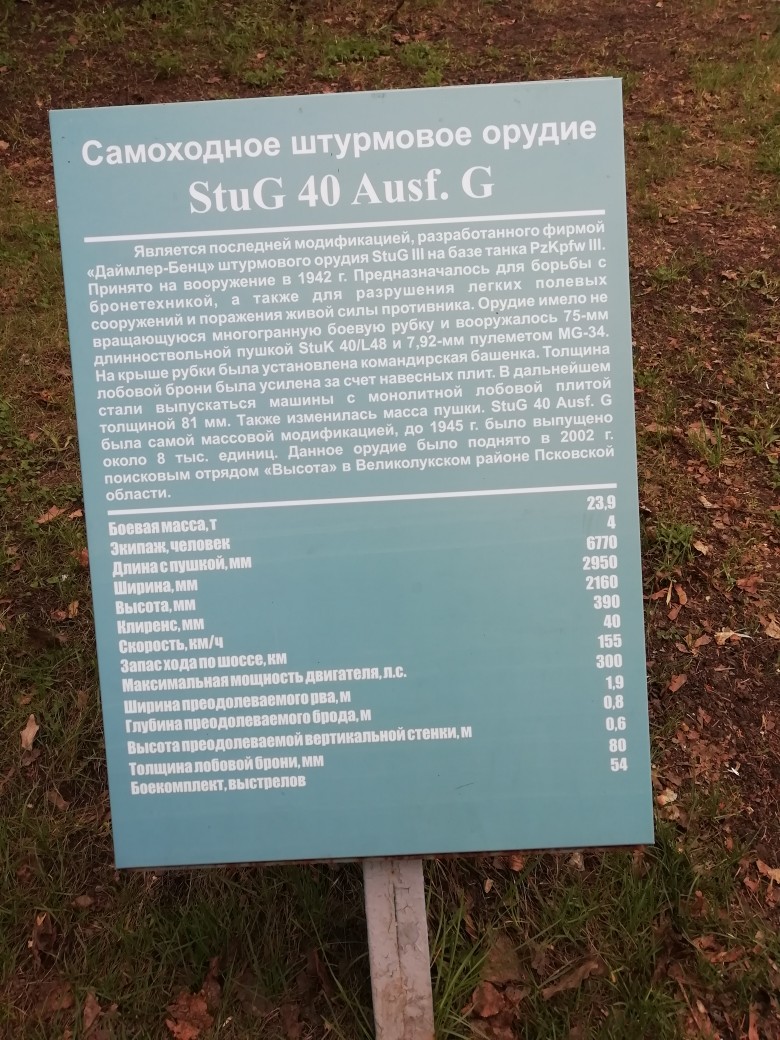 Самоходное штурмовое орудие
StuG 40 Ausf. G
Является последней модификацией, разработанного фирмой
«Даймлер-Бенц» штурмового орудия StuG III на базе танка PzKpfw III.
Принято на вооружение в 1942 г. Предназначалось для борьбы с
бронетехникой, а также для разрушения легких полевых
сооружений и поражения живой силы противника. Орудие имело не
вращающуюся многогранную боевую рубку и вооружалось 75-мм
длинноствольной пушкой StuK 40/L48 и 7,92-мм пулеметом MG-34.
На крыше рубки была установлена командирская башенка. Толщина
лобовой брони была усилена за счет навесных плит. В дальнейшем
стали выпускаться машины с монолитной лобовой плитой
толщиной 81 мм. Также изменилась масса пушки. StuG 40 Ausf. G
была самой массовой модификацией, до 1945 г. было выпущено
около 8 тыс. единиц. Данное орудие было поднято в 2002 г.
поисковым отрядом «Высота» в Великолукском районе Псковской
области.
Боевая масса, т 23,9
Экипаж, человек 4
Длина с пушкой, мм 6770
Ширина, мм 2950
Высота, мм 2160
Клиренс, мм 390
Скорость, км/ч 40
Запас хода по шоссе, км 155
Максимальная мощность двигателя, л.с. 300
Ширина преодолеваемого рва, м 1,9
Глубина преодолеваемого брода, м 0,8
Высота преодолеваемой вертикальной стенки, м 0,6
Толщина лобовой брони, мм 80
Боекомплект, выстрелов 54